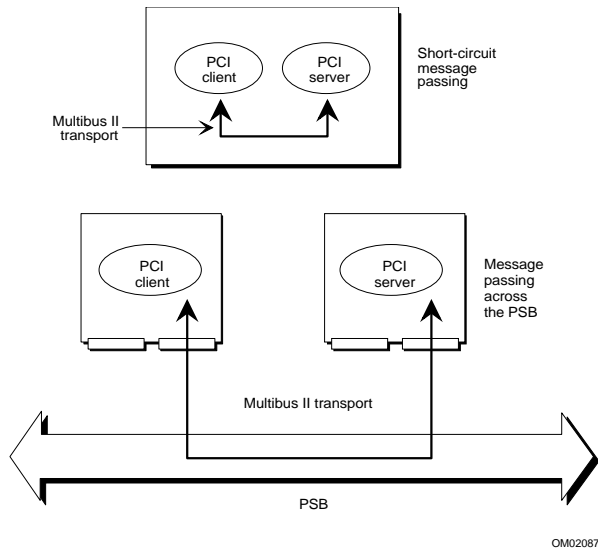 PCI
client
PCI
server
Short-circuit
message
passing
Multibus II
transport
PCI
client
PCI
server
Message
passing
across
the PSB
Multibus II transport
PSB
OM02087